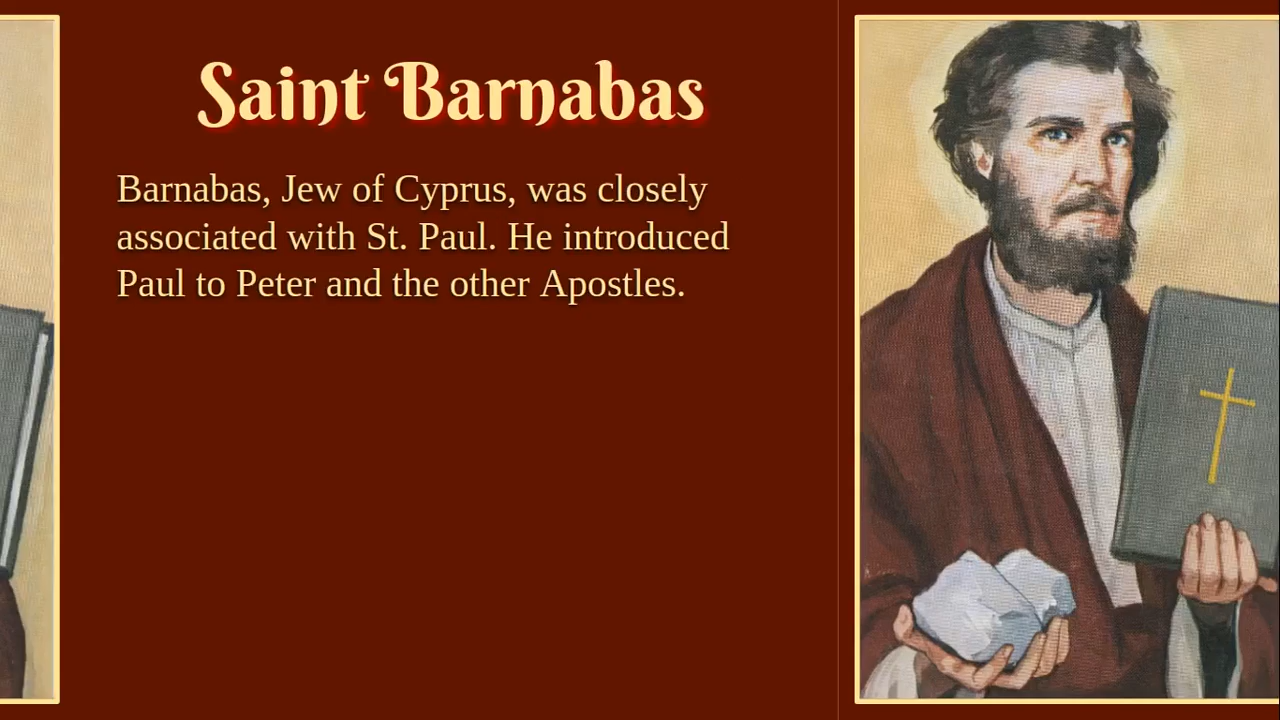 Saint Barnabas
Barnabas, Jew of Cyprus, was closely
associated with St. Paul. He introduced
Paul to Peter and the other Apostles.